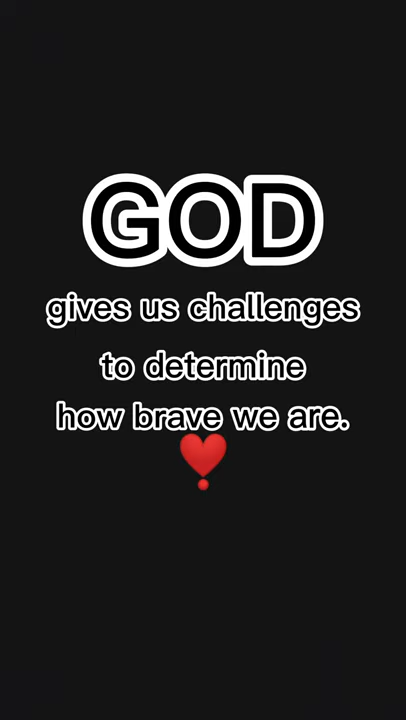 GOD
gives us challenges
to determine
how brave we are.
❣️